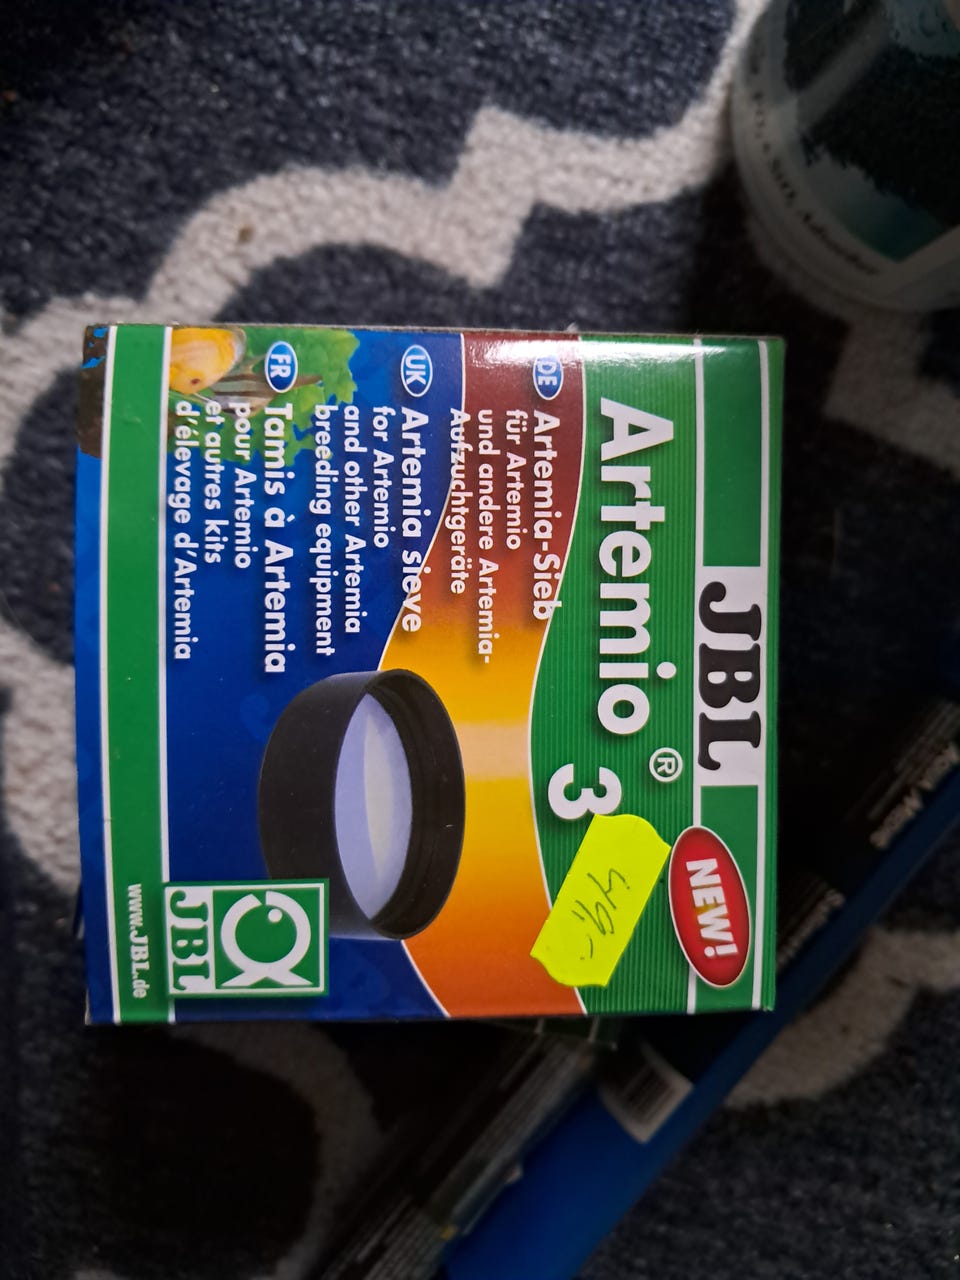 JBL
Artemio® 3
NEW!
49,-
DE
Artemia-Sieb
für Artemio
und andere Artemia-
Aufzuchtgeräte
UK
Artemia sieve
for Artemio
and other Artemia
breeding equipment
FR
Tamis à Artemia
pour Artemio
et autres kits
d'élevage d'Artemia
JBL
www.JBL.de